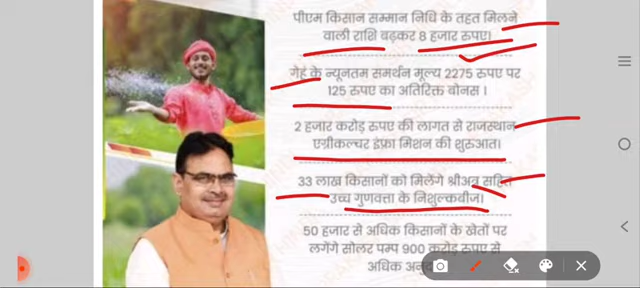 पीएम किसान सम्मान निधि के तहत मिलने
वाली राशि बढ़कर 8 हजार रुपए।
गेहूं के न्यूनतम समर्थन मूल्य 2275 रुपए पर
125 रुपए का अतिरिक्त बोनस ।
2 हजार करोड़ रुपए की लागत से राजस्थान
एग्रीकल्चर इंफ्रा मिशन की शुरुआत।
33 लाख किसानों को मिलेंगे श्रीअन्न सहित
उच्च गुणवत्ता के निशुल्कबीज।
50 हजार से अधिक किसानों के खेतों पर
लगेंगे सोलर पम्प 900 करोड़ रुपए से
अधिक